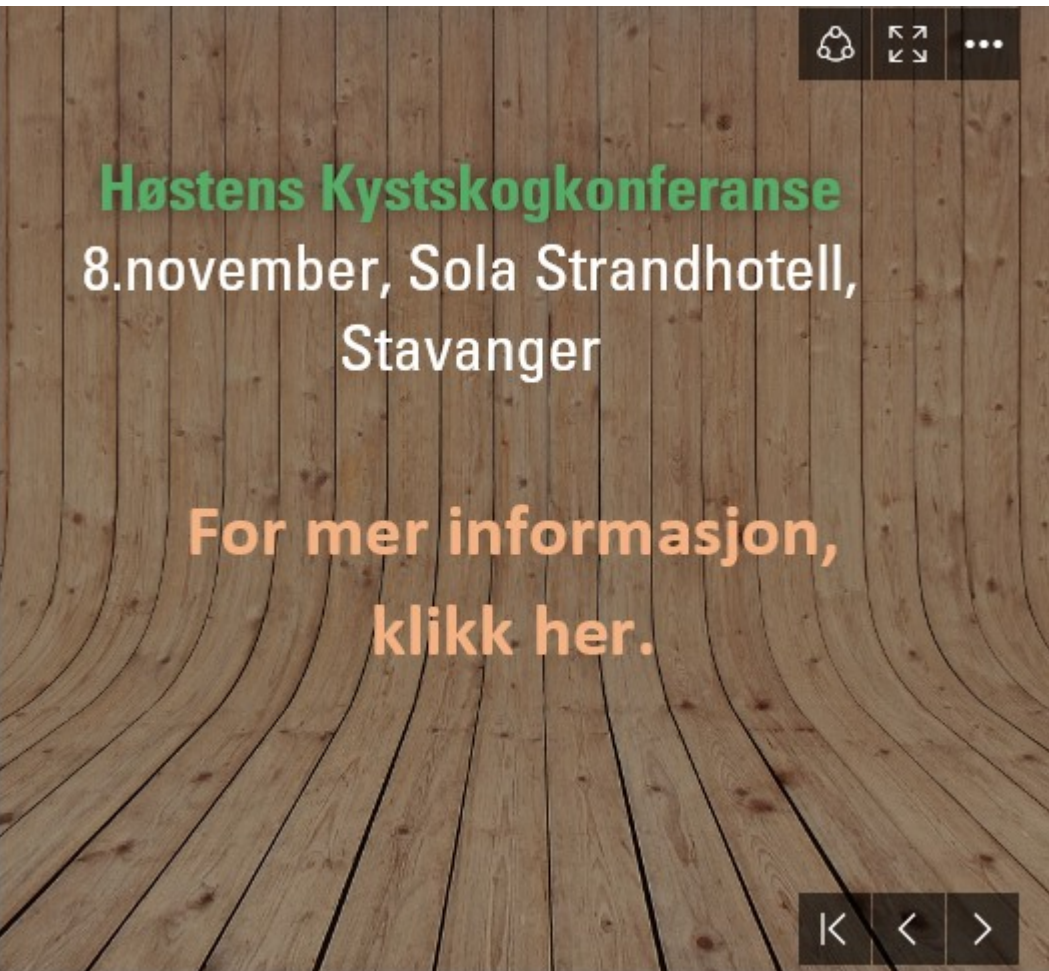 Høstens Kystskogkonferanse
8.november, Sola Strandhotell,
Stavanger
For mer informasjon,
klikk her.